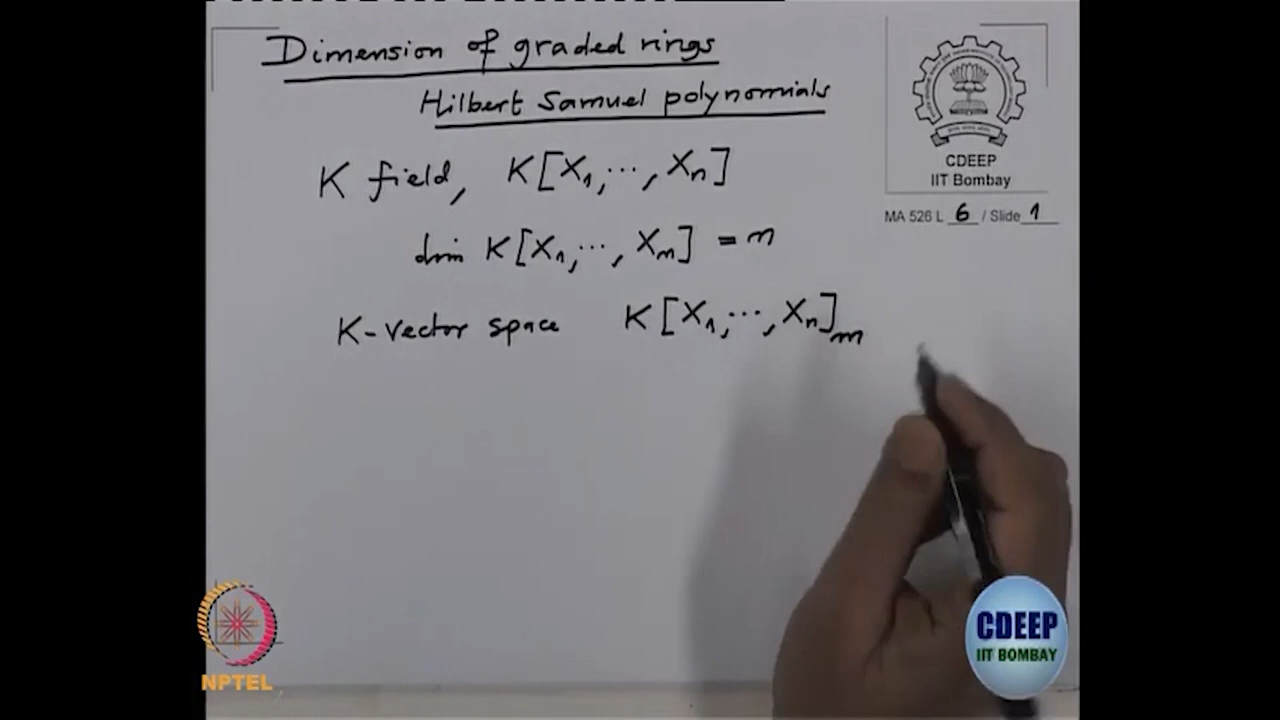 Dimension of graded rings
Hilbert Samuel polynomials
CDEEP
IIT Bombay
MA 526 L 6 / Slide 1
K field, K[X₁, ⋯, Xₙ]
dim K[X₁, ⋯, Xₙ] = n
K-vector space K[X₁, ⋯, Xₙ]ₘ
CDEEP
IIT BOMBAY
NPTEL